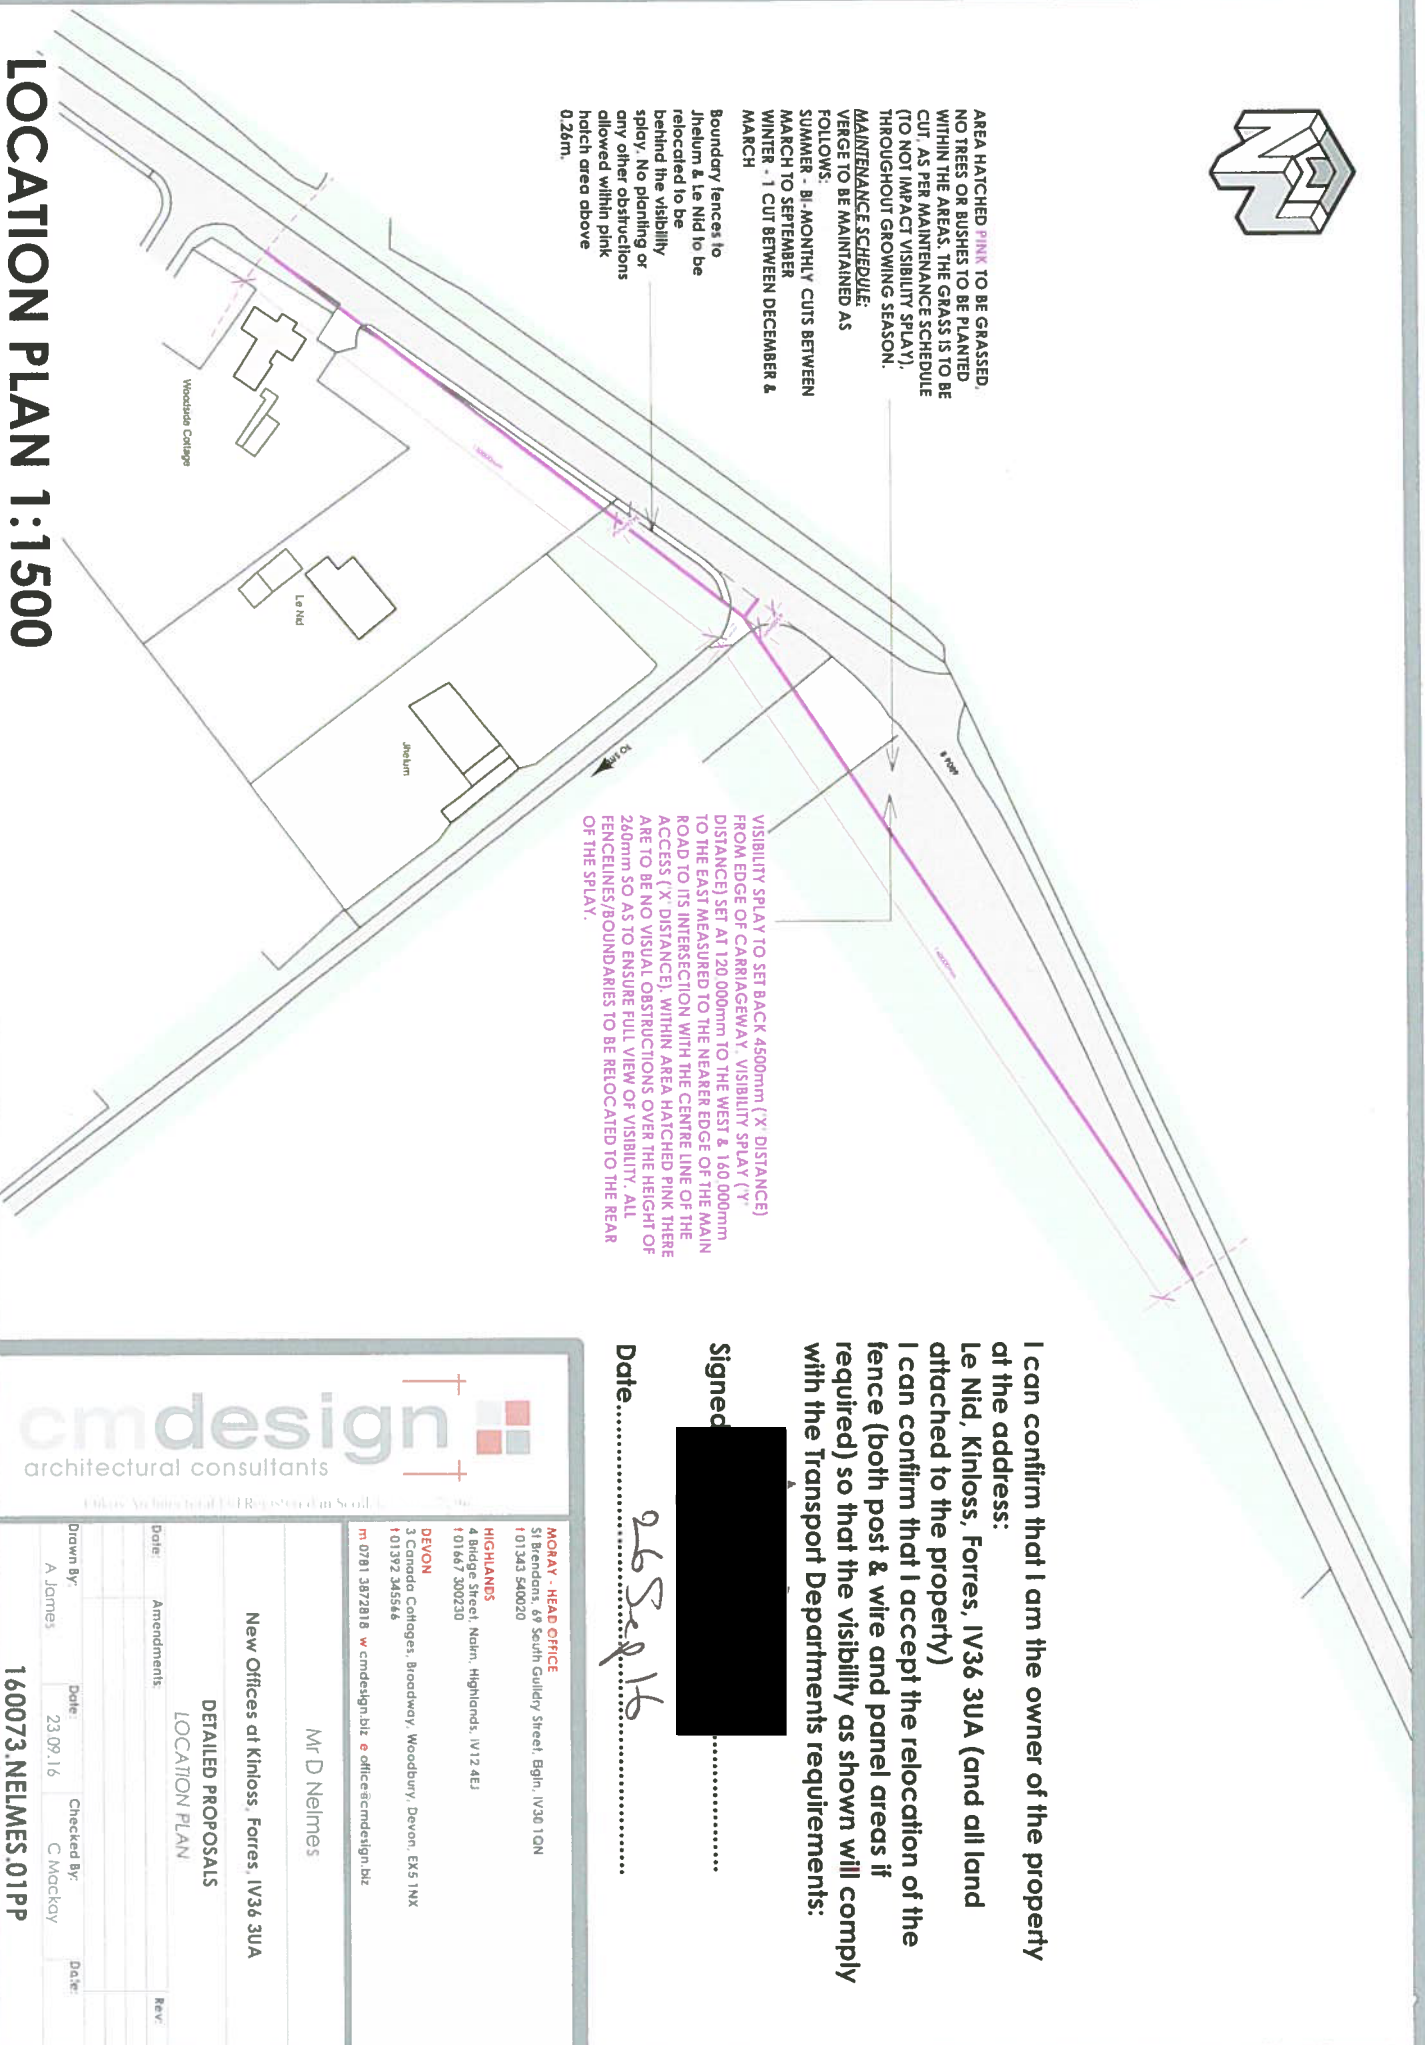 AREA HATCHED PINK TO BE GRASSED.
NO TREES OR BUSHES TO BE PLANTED
WITHIN THE AREAS. THE GRASS IS TO BE
CUT, AS PER MAINTENANCE SCHEDULE
(TO NOT IMPACT VISIBILITY SPLAY),
THROUGHOUT GROWING SEASON.
MAINTENANCE SCHEDULE:
VERGE TO BE MAINTAINED AS
FOLLOWS:
SUMMER - BI-MONTHLY CUTS BETWEEN
MARCH TO SEPTEMBER
WINTER - 1 CUT BETWEEN DECEMBER &
MARCH
Boundary fences to
Jhelum & Le Nid to be
relocated to be
behind the visibility
splay. No planting or
any other obstructions
allowed within pink
hatch area above
0.26m.
Woodside Cottage
Le Nid
Jhelum
TO SITE
B 9089
VISIBILITY SPLAY TO SET BACK 4500mm ('X' DISTANCE)
FROM EDGE OF CARRIAGEWAY. VISIBILITY SPLAY ('Y'
DISTANCE) SET AT 120,000mm TO THE WEST & 160,000mm
TO THE EAST MEASURED TO THE NEARER EDGE OF THE MAIN
ROAD TO ITS INTERSECTION WITH THE CENTRE LINE OF THE
ACCESS ('X' DISTANCE). WITHIN AREA HATCHED PINK THERE
ARE TO BE NO VISUAL OBSTRUCTIONS OVER THE HEIGHT OF
260mm SO AS TO ENSURE FULL VIEW OF VISIBILITY. ALL
FENCELINES/BOUNDARIES TO BE RELOCATED TO THE REAR
OF THE SPLAY.
LOCATION PLAN 1:1500
I can confirm that I am the owner of the property
at the address:
Le Nid, Kinloss, Forres, IV36 3UA (and all land
attached to the property)
I can confirm that I accept the relocation of the
fence (both post & wire and panel areas if
required) so that the visibility as shown will comply
with the Transport Departments requirements:
Signed
Date 26 Sep 16
cmdesign
architectural consultants
MORAY - HEAD OFFICE
St Brendans, 69 South Guildry Street, Elgin, IV30 1QN
t 01343 540020
HIGHLANDS
4 Bridge Street, Nairn, Highlands, IV12 4EJ
t 01667 300230
DEVON
3 Canada Cottages, Broadway, Woodbury, Devon, EX5 1NX
t 01392 345566
m 0781 3872818 w cmdesign.biz e office@cmdesign.biz
Mr D Nelmes
New Offices at Kinloss, Forres, IV36 3UA
DETAILED PROPOSALS
LOCATION PLAN
Date: Amendments: Rev:
Drawn By: Date: Checked By: Date:
A James 23.09.16 C Mackay
160073.NELMES.01PP